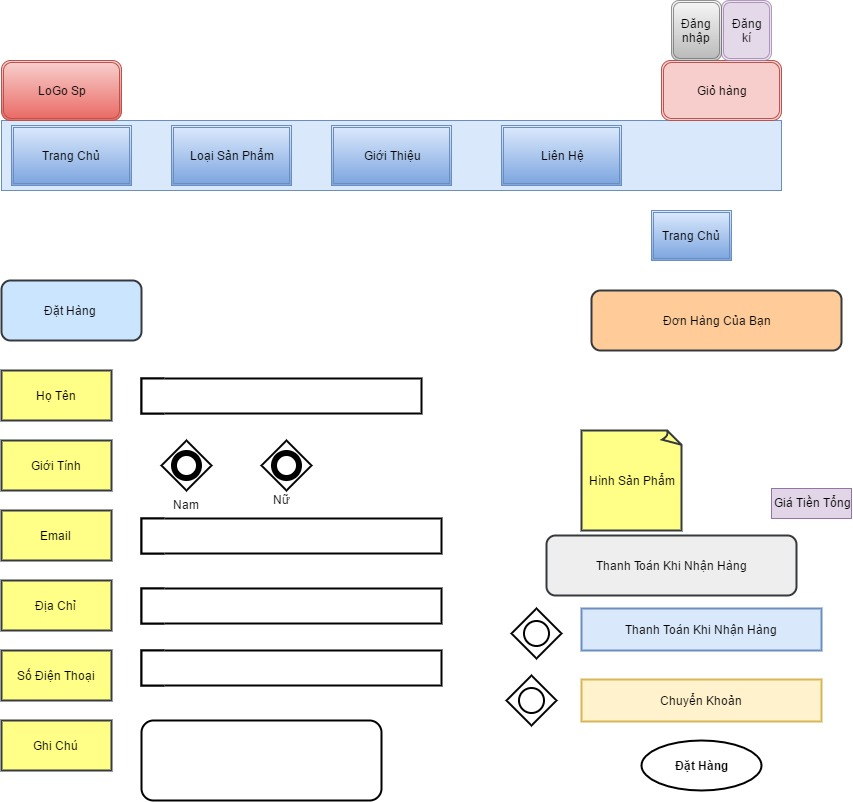 Đăng
nhập
Đăng
kí
LoGo Sp
Giỏ hàng
Trang Chủ
Loại Sản Phẩm
Giới Thiệu
Liên Hệ
Trang Chủ
Đặt Hàng
Đơn Hàng Của Bạn
Họ Tên
Giới Tính
Nam
Nữ
Email
Địa Chỉ
Số Điện Thoại
Ghi Chú
Hình Sản Phẩm
Giá Tiền Tổng
Thanh Toán Khi Nhận Hàng
Thanh Toán Khi Nhận Hàng
Chuyển Khoản
Đặt Hàng